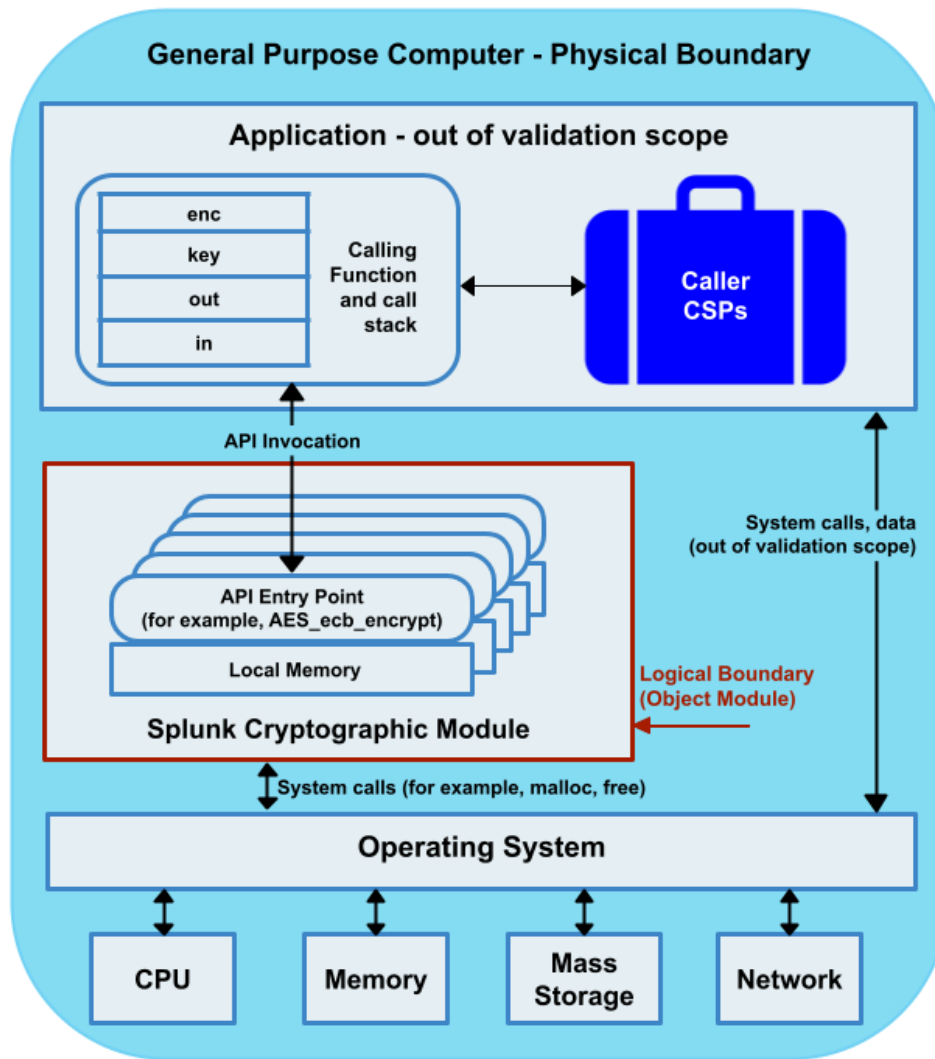 General Purpose Computer - Physical Boundary
Application - out of validation scope
enc
key
out
in
Calling
Function
and call
stack
Caller
CSPs
API Invocation
System calls, data
(out of validation scope)
API Entry Point
(for example, AES_ecb_encrypt)
Local Memory
Splunk Cryptographic Module
Logical Boundary
(Object Module)
System calls (for example, malloc, free)
Operating System
CPU
Memory
Mass
Storage
Network